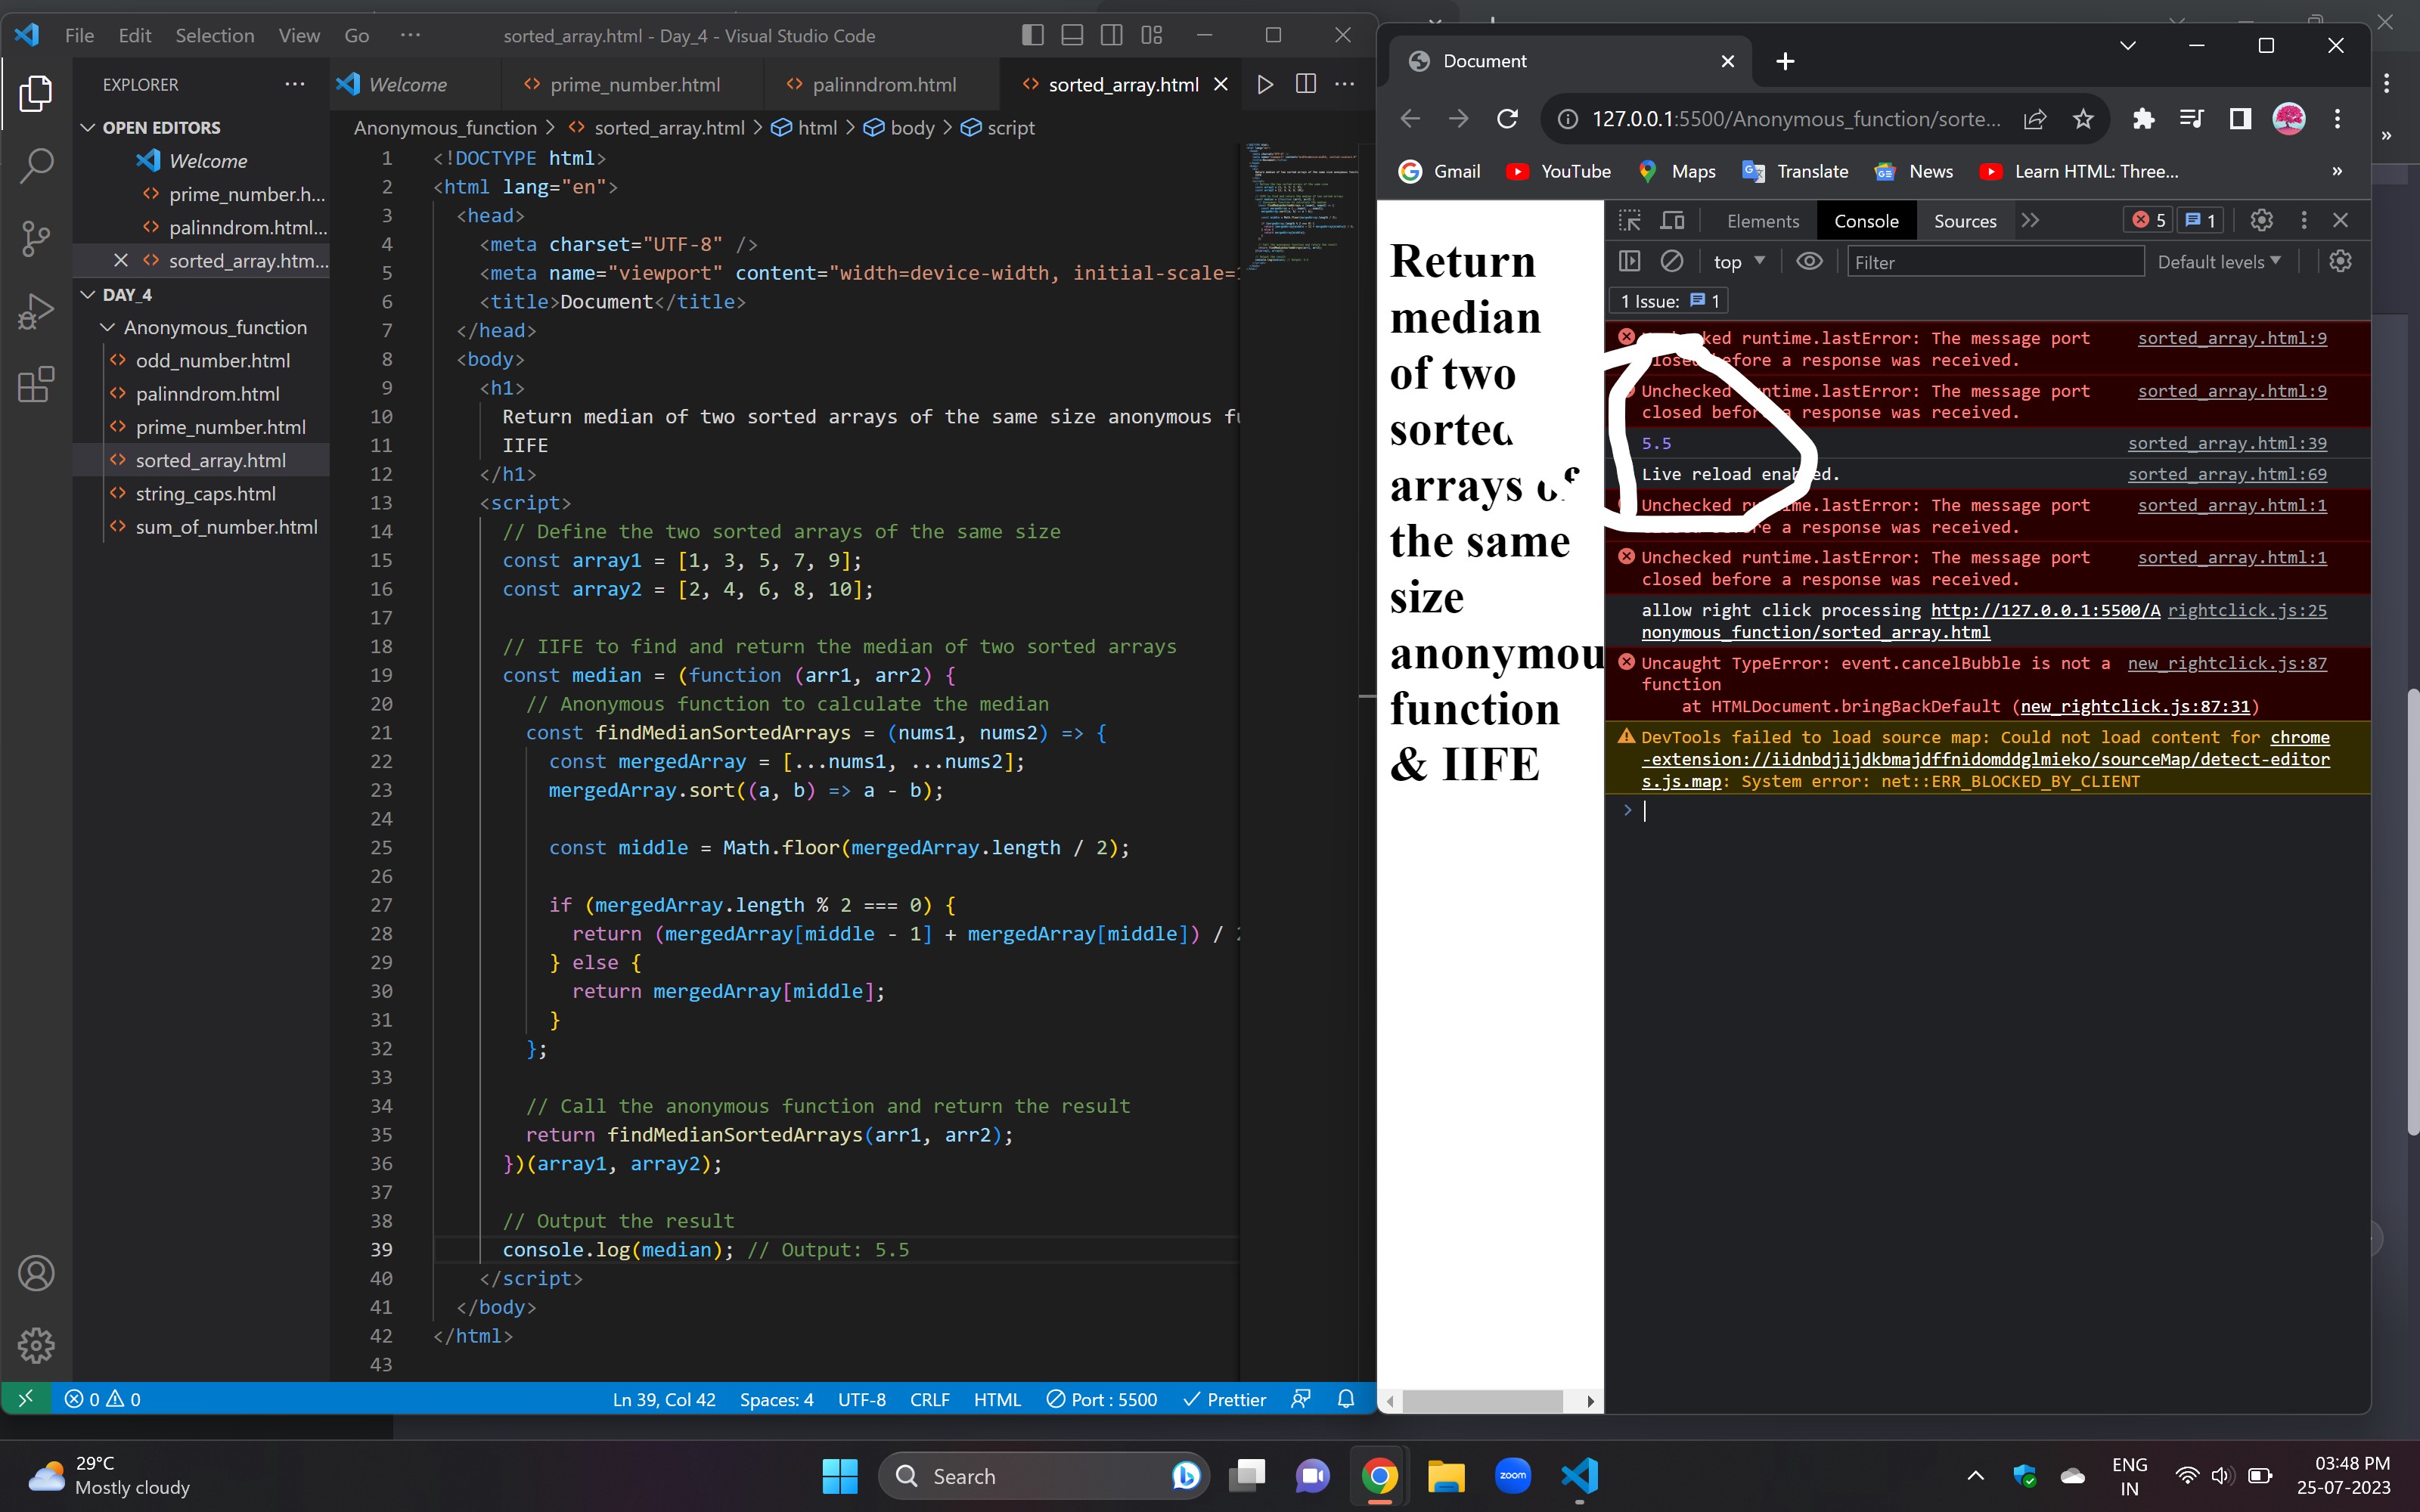 File Edit Selection View Go ··· sorted_array.html - Day_4 - Visual Studio Code
EXPLORER ···
OPEN EDITORS
Welcome
prime_number.h...
palinndrom.html...
sorted_array.htm...
DAY_4
Anonymous_function
odd_number.html
palinndrom.html
prime_number.html
sorted_array.html
string_caps.html
sum_of_number.html
Welcome prime_number.html palinndrom.html sorted_array.html
Anonymous_function > sorted_array.html > html > body > script
1 <!DOCTYPE html>
2 <html lang="en">
3 <head>
4 <meta charset="UTF-8" />
5 <meta name="viewport" content="width=device-width, initial-scale=1
6 <title>Document</title>
7 </head>
8 <body>
9 <h1>
10 Return median of two sorted arrays of the same size anonymous fu
11 IIFE
12 </h1>
13 <script>
14 // Define the two sorted arrays of the same size
15 const array1 = [1, 3, 5, 7, 9];
16 const array2 = [2, 4, 6, 8, 10];
17
18 // IIFE to find and return the median of two sorted arrays
19 const median = (function (arr1, arr2) {
20 // Anonymous function to calculate the median
21 const findMedianSortedArrays = (nums1, nums2) => {
22 const mergedArray = [...nums1, ...nums2];
23 mergedArray.sort((a, b) => a - b);
24
25 const middle = Math.floor(mergedArray.length / 2);
26
27 if (mergedArray.length % 2 === 0) {
28 return (mergedArray[middle - 1] + mergedArray[middle]) / 2
29 } else {
30 return mergedArray[middle];
31 }
32 };
33
34 // Call the anonymous function and return the result
35 return findMedianSortedArrays(arr1, arr2);
36 })(array1, array2);
37
38 // Output the result
39 console.log(median); // Output: 5.5
40 </script>
41 </body>
42 </html>
43
0 0 Ln 39, Col 42 Spaces: 4 UTF-8 CRLF HTML Port : 5500 Prettier
Document
127.0.0.1:5500/Anonymous_function/sorte...
Gmail YouTube Maps Translate News Learn HTML: Three... »
Return
median
of two
sorted
arrays of
the same
size
anonymou
function
& IIFE
Elements Console Sources 5 1
top Filter Default levels
1 Issue: 1
runtime.lastError: The message port sorted_array.html:9
before a response was received.
Unchecked runtime.lastError: The message port sorted_array.html:9
closed before a response was received.
5.5 sorted_array.html:39
Live reload enabled. sorted_array.html:69
Unchecked runtime.lastError: The message port sorted_array.html:1
a response was received.
Unchecked runtime.lastError: The message port sorted_array.html:1
closed before a response was received.
allow right click processing http://127.0.0.1:5500/A rightclick.js:25
nonymous_function/sorted_array.html
Uncaught TypeError: event.cancelBubble is not a new_rightclick.js:87
function
at HTMLDocument.bringBackDefault (new_rightclick.js:87:31)
DevTools failed to load source map: Could not load content for chrome
-extension://iidnbdjijdkbmajdffnidomddglmieko/sourceMap/detect-editor
s.js.map: System error: net::ERR_BLOCKED_BY_CLIENT
29°C
Mostly cloudy
Search
zoom
ENG
IN
03:48 PM
25-07-2023